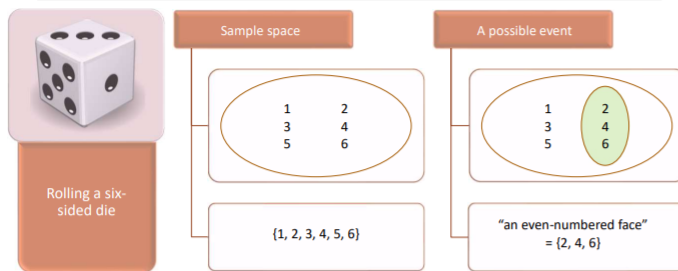 Rolling a six-
sided die
Sample space
1 2
3 4
5 6
{1, 2, 3, 4, 5, 6}
A possible event
1 2
3 4
5 6
“an even-numbered face”
= {2, 4, 6}